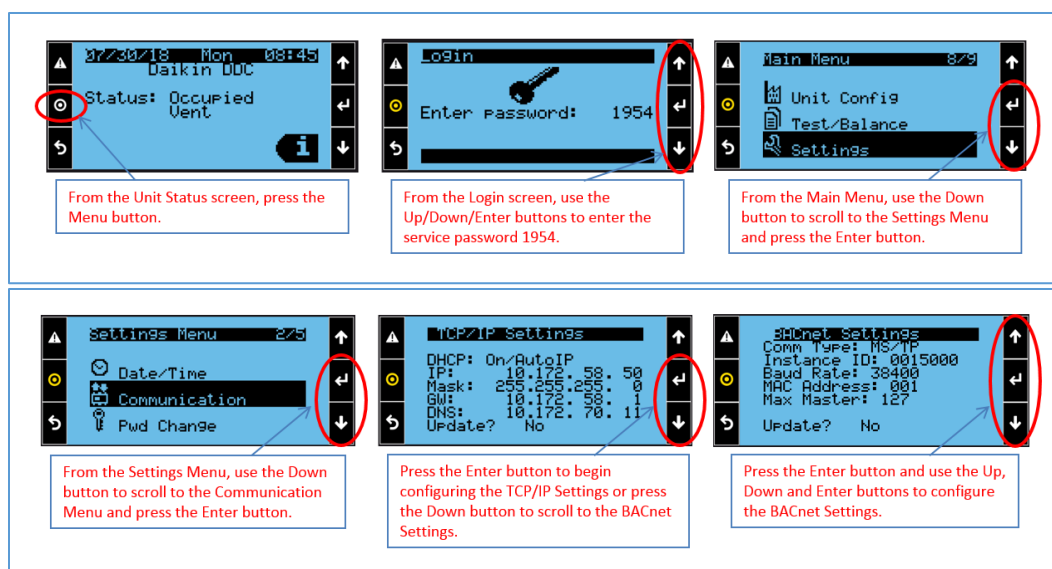 07/30/18 Mon 08:45
Daikin DDC
Status: Occupied
Vent
i
From the Unit Status screen, press the
Menu button.
Login
Enter password: 1954
From the Login screen, use the
Up/Down/Enter buttons to enter the
service password 1954.
Main Menu 8/9
Unit Config
Test/Balance
Settings
From the Main Menu, use the Down
button to scroll to the Settings Menu
and press the Enter button.
Settings Menu 2/5
Date/Time
Communication
Pwd Change
From the Settings Menu, use the Down
button to scroll to the Communication
Menu and press the Enter button.
TCP/IP Settings
DHCP: On/AutoIP
IP: 10.172. 58. 50
Mask: 255.255.255. 0
GW: 10.172. 58. 1
DNS: 10.172. 70. 11
Update? No
Press the Enter button to begin
configuring the TCP/IP Settings or press
the Down button to scroll to the BACnet
Settings.
BACnet Settings
Comm Type: MS/TP
Instance ID: 0015000
Baud Rate: 38400
MAC Address: 001
Max Master: 127
Update? No
Press the Enter button and use the Up,
Down and Enter buttons to configure
the BACnet Settings.